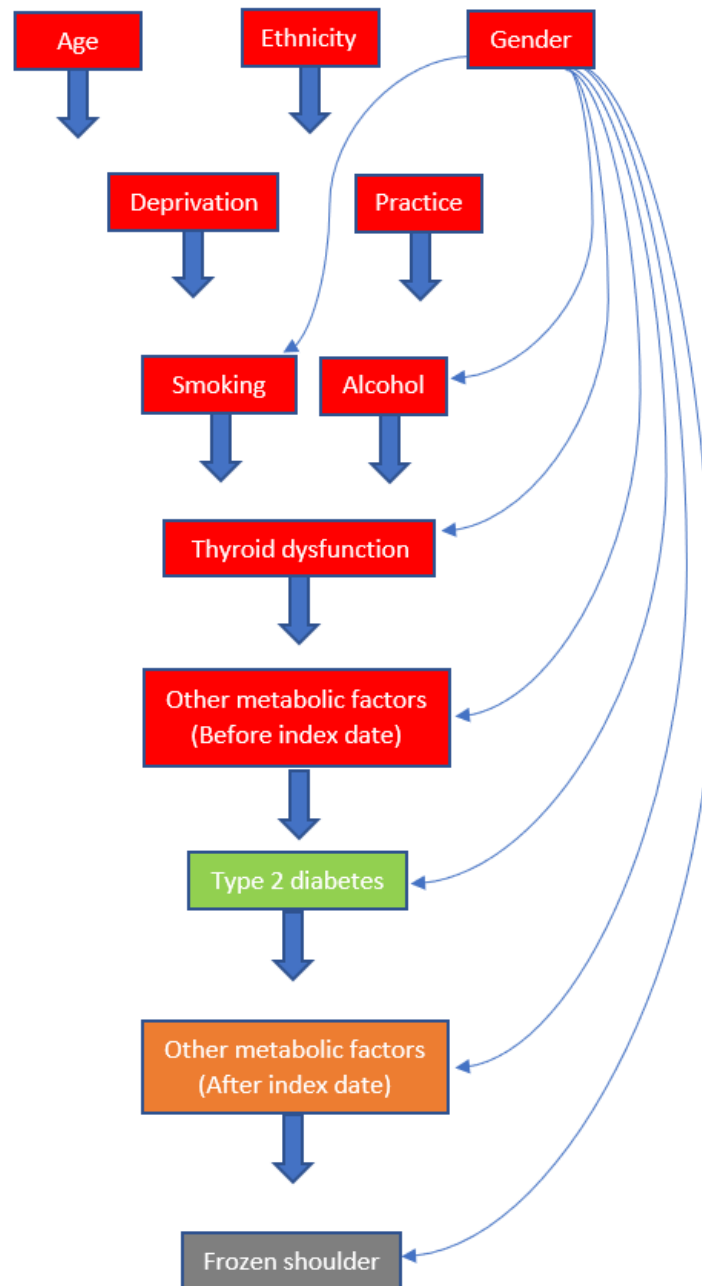 Age
Ethnicity
Gender
Deprivation
Practice
Smoking
Alcohol
Thyroid dysfunction
Other metabolic factors
(Before index date)
Type 2 diabetes
Other metabolic factors
(After index date)
Frozen shoulder